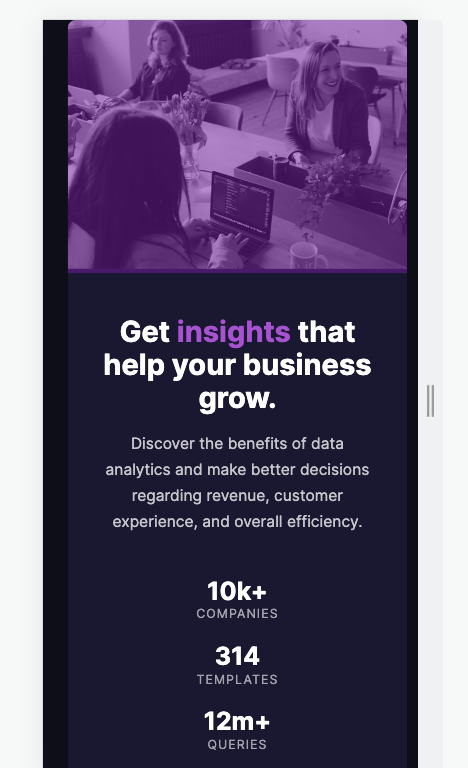 Get insights that
help your business
grow.
Discover the benefits of data
analytics and make better decisions
regarding revenue, customer
experience, and overall efficiency.
10k+
COMPANIES
314
TEMPLATES
12m+
QUERIES